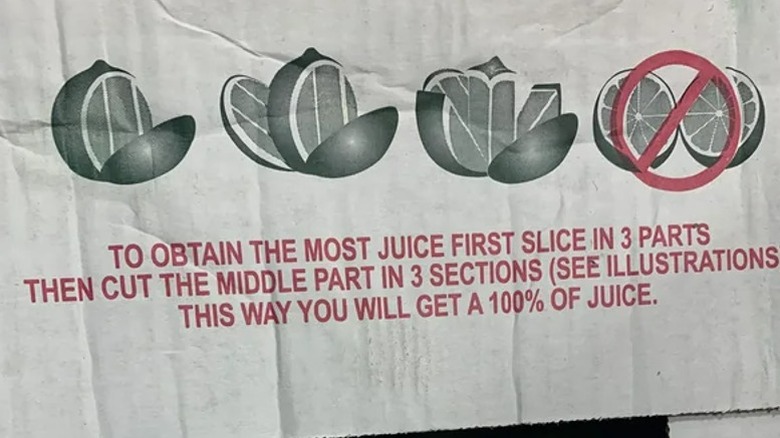 TO OBTAIN THE MOST JUICE FIRST SLICE IN 3 PARTS
THEN CUT THE MIDDLE PART IN 3 SECTIONS (SEE ILLUSTRATIONS
THIS WAY YOU WILL GET A 100% OF JUICE.